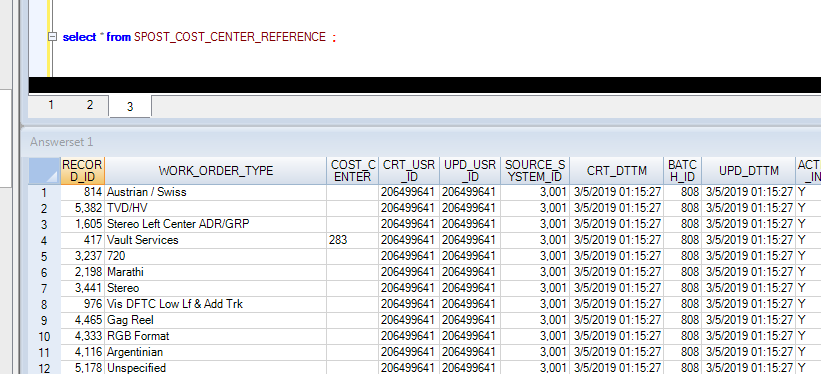 select * from SPOST_COST_CENTER_REFERENCE ;
1 2 3
Answerset 1
RECORD_ID WORK_ORDER_TYPE COST_CENTER CRT_USR_ID UPD_USR_ID SOURCE_SYSTEM_ID CRT_DTTM BATCH_ID UPD_DTTM ACT_IN
1 814 Austrian / Swiss 206499641 206499641 3,001 3/5/2019 01:15:27 808 3/5/2019 01:15:27 Y
2 5,382 TVD/HV 206499641 206499641 3,001 3/5/2019 01:15:27 808 3/5/2019 01:15:27 Y
3 1,605 Stereo Left Center ADR/GRP 206499641 206499641 3,001 3/5/2019 01:15:27 808 3/5/2019 01:15:27 Y
4 417 Vault Services 283 206499641 206499641 3,001 3/5/2019 01:15:27 808 3/5/2019 01:15:27 Y
5 3,237 720 206499641 206499641 3,001 3/5/2019 01:15:27 808 3/5/2019 01:15:27 Y
6 2,198 Marathi 206499641 206499641 3,001 3/5/2019 01:15:27 808 3/5/2019 01:15:27 Y
7 3,441 Stereo 206499641 206499641 3,001 3/5/2019 01:15:27 808 3/5/2019 01:15:27 Y
8 976 Vis DFTC Low Lf & Add Trk 206499641 206499641 3,001 3/5/2019 01:15:27 808 3/5/2019 01:15:27 Y
9 4,465 Gag Reel 206499641 206499641 3,001 3/5/2019 01:15:27 808 3/5/2019 01:15:27 Y
10 4,333 RGB Format 206499641 206499641 3,001 3/5/2019 01:15:27 808 3/5/2019 01:15:27 Y
11 4,116 Argentinian 206499641 206499641 3,001 3/5/2019 01:15:27 808 3/5/2019 01:15:27 Y
12 5,178 Unspecified 206499641 206499641 3,001 3/5/2019 01:15:27 808 3/5/2019 01:15:27 Y